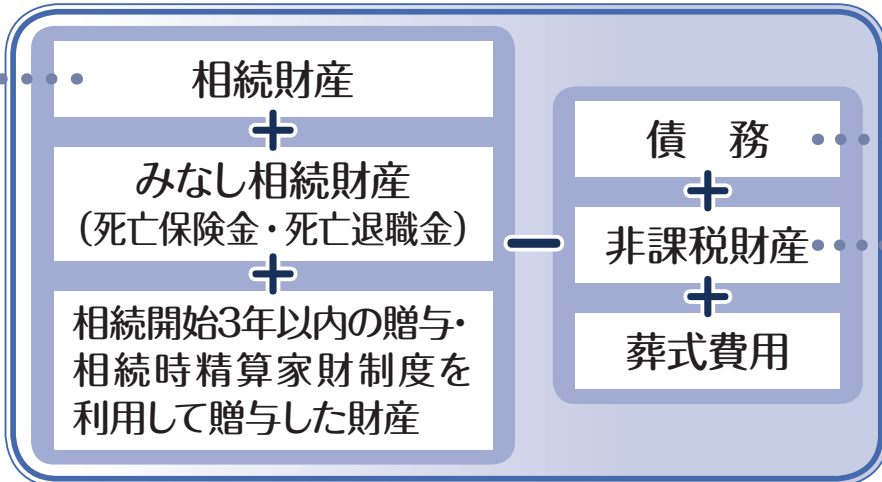 相続財産
+
みなし相続財産
（死亡保険金・死亡退職金）
+
相続開始3年以内の贈与・
相続時精算家財制度を
利用して贈与した財産
−
債　務
+
非課税財産
+
葬式費用